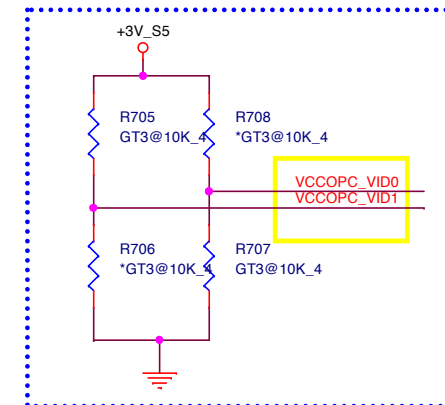 +3V_S5
R705
GT3@10K_4
R708
*GT3@10K_4
VCCOPC_VID0
VCCOPC_VID1
R706
*GT3@10K_4
R707
GT3@10K_4